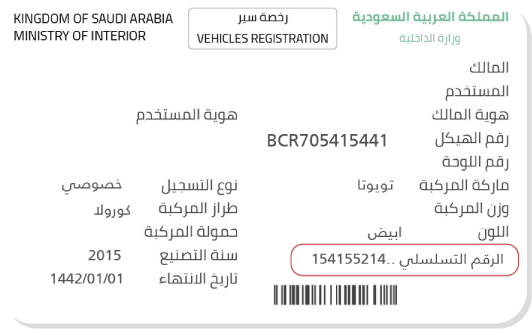 KINGDOM OF SAUDI ARABIA
MINISTRY OF INTERIOR
رخصة سير
VEHICLES REGISTRATION
المملكة العربية السعودية
وزارة الداخلية
المالك
المستخدم
هوية المالك
هوية المستخدم
رقم الهيكل BCR705415441
رقم اللوحة
ماركة المركبة تويوتا
نوع التسجيل خصوصي
وزن المركبة
طراز المركبة كورولا
اللون ابيض
حمولة المركبة
الرقم التسلسلي ..154155214
سنة التصنيع 2015
تاريخ الانتهاء 1442/01/01